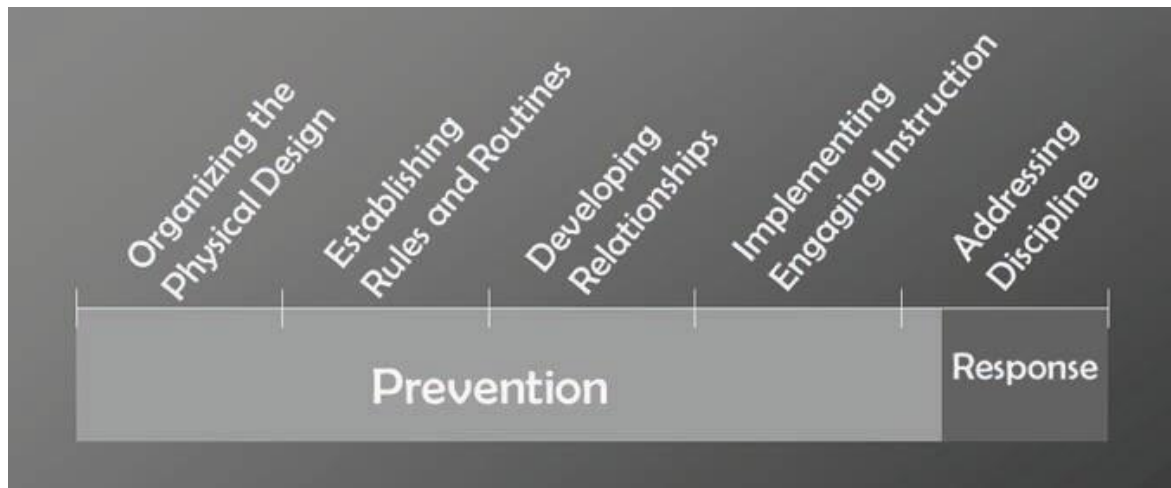 Organizing the
Physical Design
Establishing
Rules and Routines
Developing
Relationships
Implementing
Engaging Instruction
Addressing
Discipline
Prevention
Response